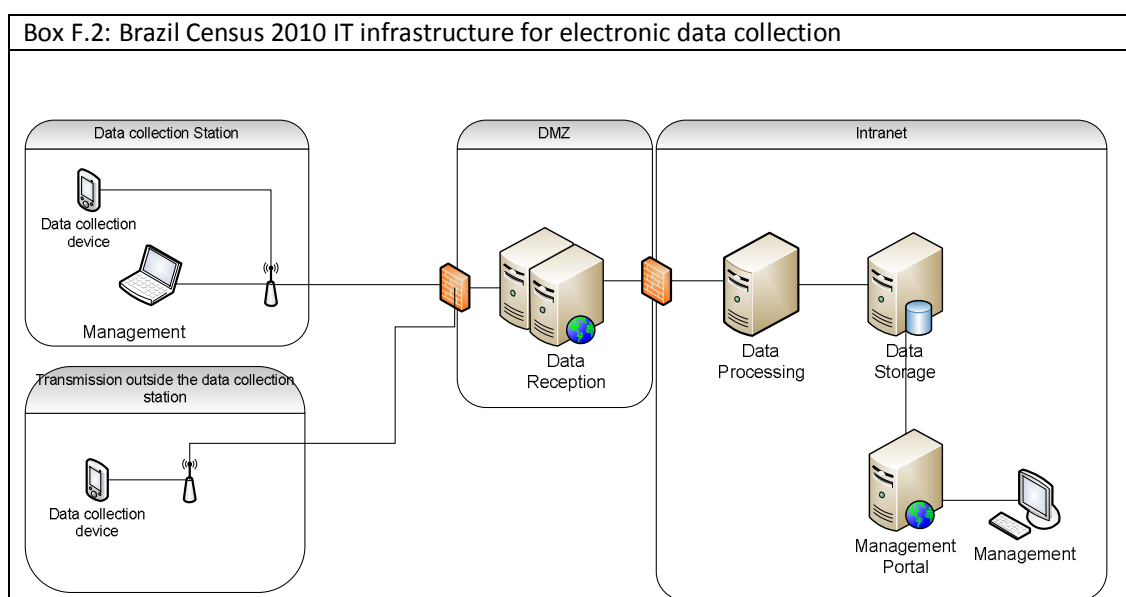 Box F.2: Brazil Census 2010 IT infrastructure for electronic data collection
Data collection Station
Data collection
device
Management
Transmission outside the data collection
station
Data collection
device
DMZ
Data
Reception
Intranet
Data
Processing
Data
Storage
Management
Portal
Management